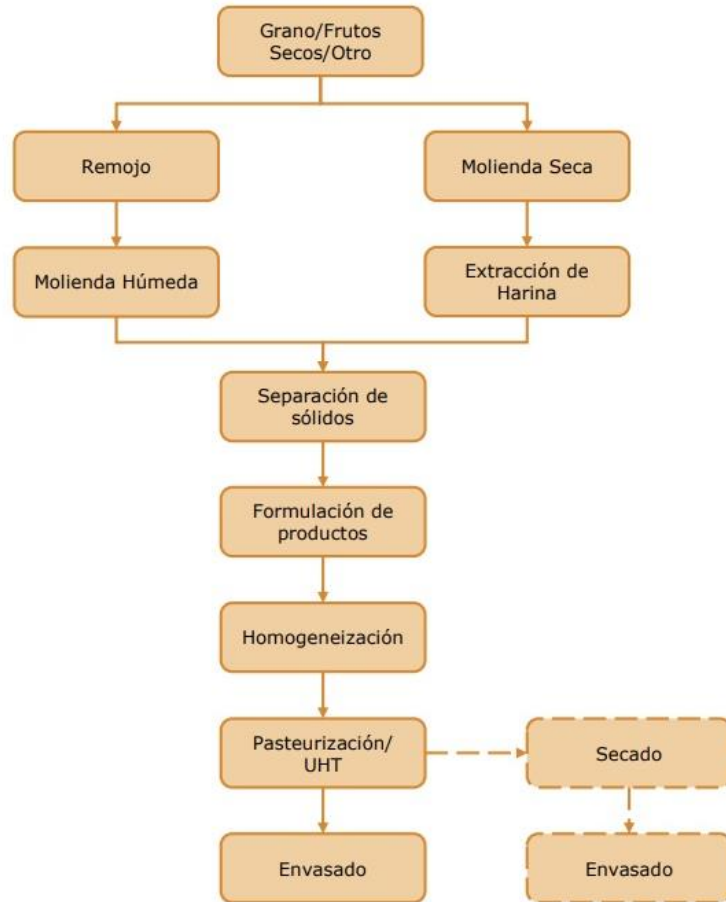 Grano/Frutos
Secos/Otro
Remojo
Molienda Seca
Molienda Húmeda
Extracción de
Harina
Separación de
sólidos
Formulación de
productos
Homogeneización
Pasteurización/
UHT
Secado
Envasado
Envasado